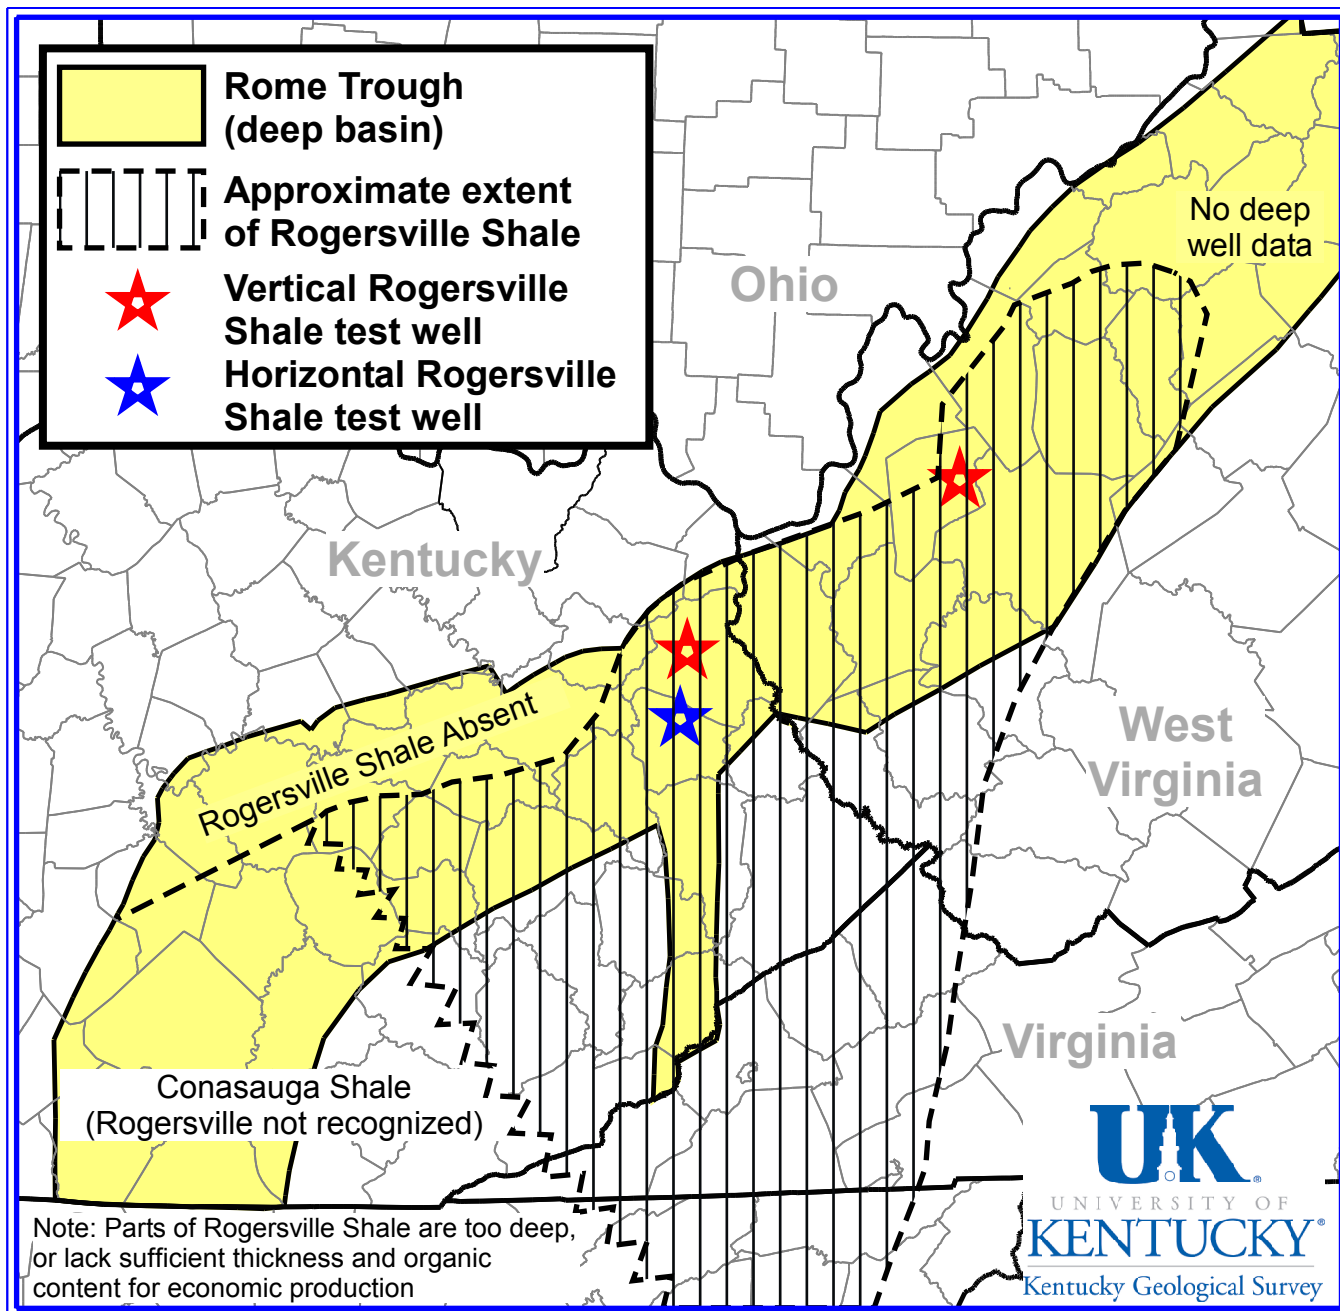 Rome Trough
(deep basin)
Approximate extent
of Rogersville Shale
Vertical Rogersville
Shale test well
Horizontal Rogersville
Shale test well
No deep
well data
Ohio
Kentucky
Rogersville Shale Absent
West
Virginia
Virginia
Conasauga Shale
(Rogersville not recognized)
Note: Parts of Rogersville Shale are too deep,
or lack sufficient thickness and organic
content for economic production
UK
UNIVERSITY OF
KENTUCKY®
Kentucky Geological Survey